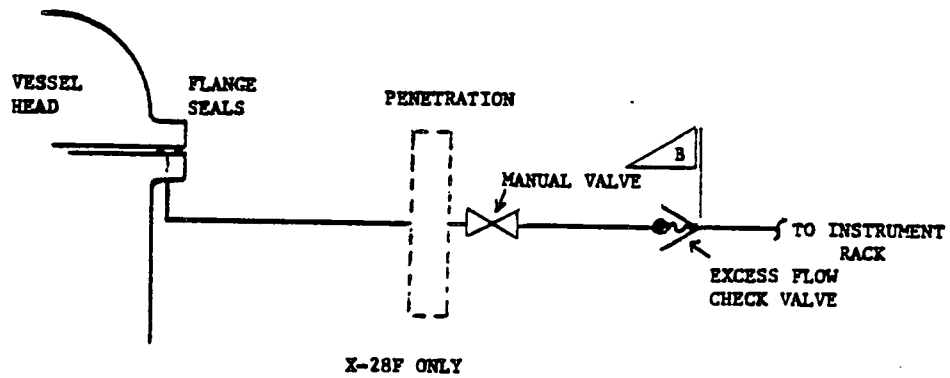 VESSEL
HEAD
FLANGE
SEALS
PENETRATION
B
MANUAL VALVE
TO INSTRUMENT
RACK
EXCESS FLOW
CHECK VALVE
X-28F ONLY